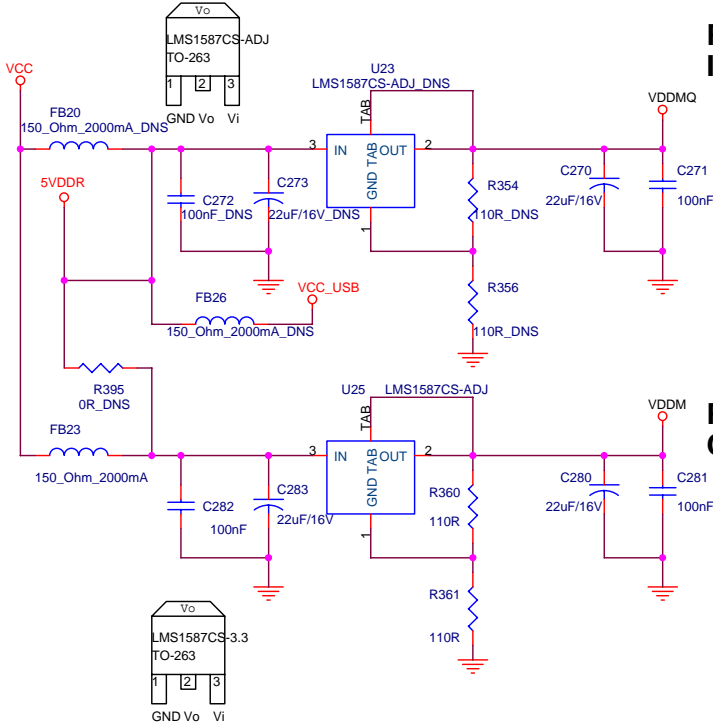 Vo
LMS1587CS-ADJ
TO-263
1 2 3
GND Vo Vi
VCC
FB20
150_Ohm_2000mA_DNS
5VDDR
U23
LMS1587CS-ADJ_DNS
TAB
3 IN GND TAB OUT 2
1
VDDMQ
C272
100nF_DNS
C273
22uF/16V_DNS
R354
110R_DNS
C270
22uF/16V
C271
100nF
FB26
150_Ohm_2000mA_DNS
VCC_USB
R356
110R_DNS
R395
0R_DNS
FB23
150_Ohm_2000mA
U25 LMS1587CS-ADJ
TAB
3 IN GND TAB OUT 2
1
VDDM
C282
100nF
C283
22uF/16V
R360
110R
C280
22uF/16V
C281
100nF
R361
110R
Vo
LMS1587CS-3.3
TO-263
1 2 3
GND Vo Vi